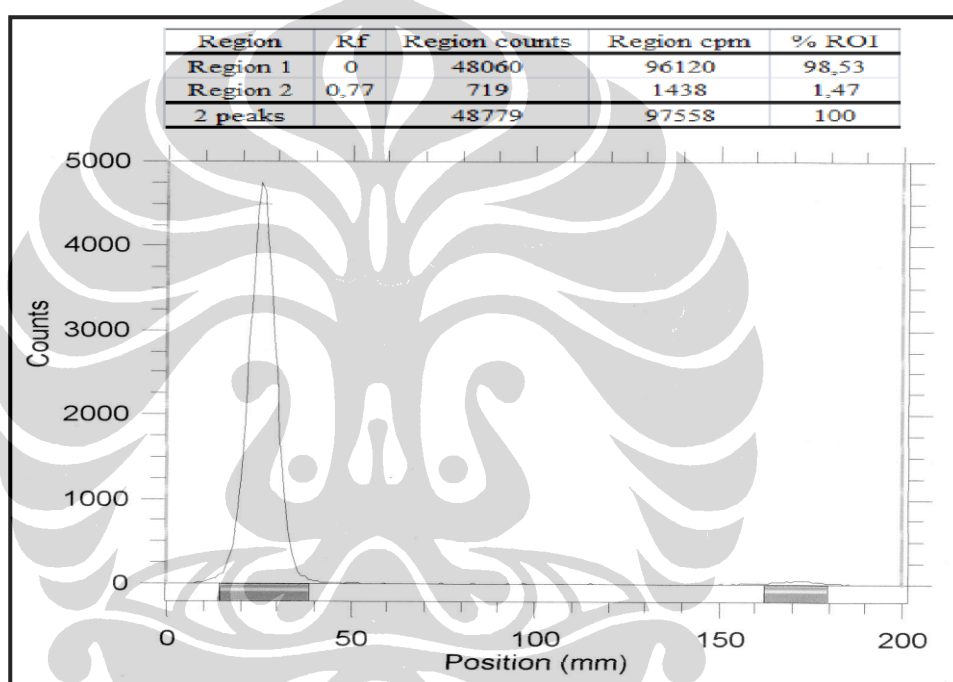 Region Rf Region counts Region cpm % ROI
Region 1 0 48060 96120 98,53
Region 2 0,77 719 1438 1,47
2 peaks 48779 97558 100
5000
4000
3000
2000
1000
0
Counts
0 50 100 150 200
Position (mm)